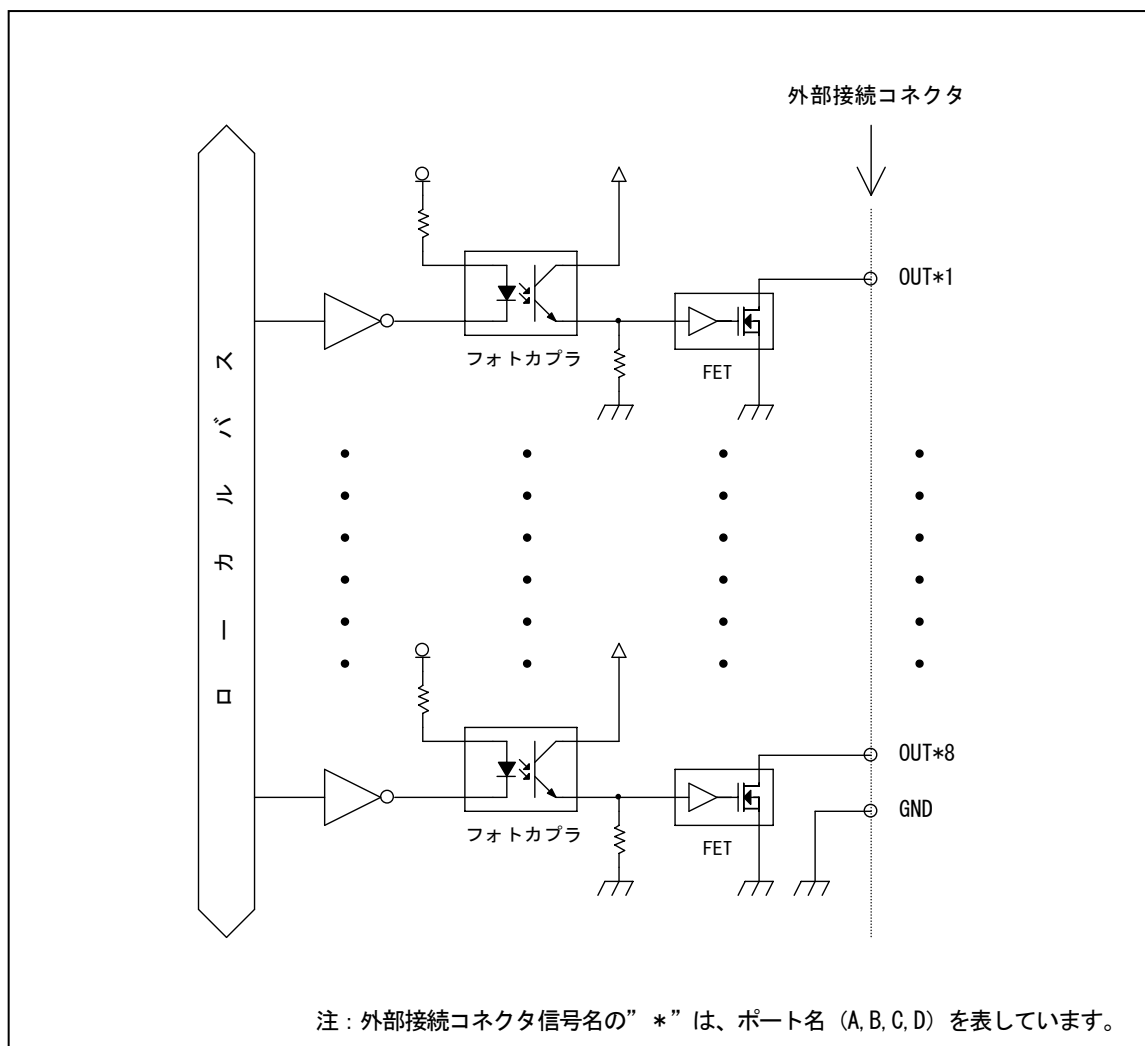 外部接続コネクタ
OUT*1
フォトカプラ
FET
ローカルバス
OUT*8
GND
フォトカプラ
FET
注：外部接続コネクタ信号名の”*”は、ポート名（A,B,C,D）を表しています。